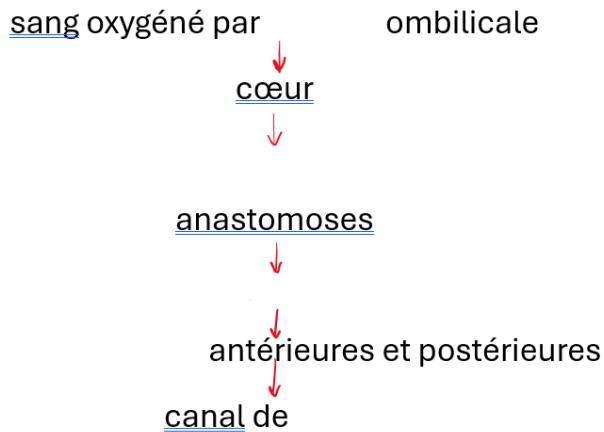 sang oxygéné par ombilicale
cœur
anastomoses
antérieures et postérieures
canal de